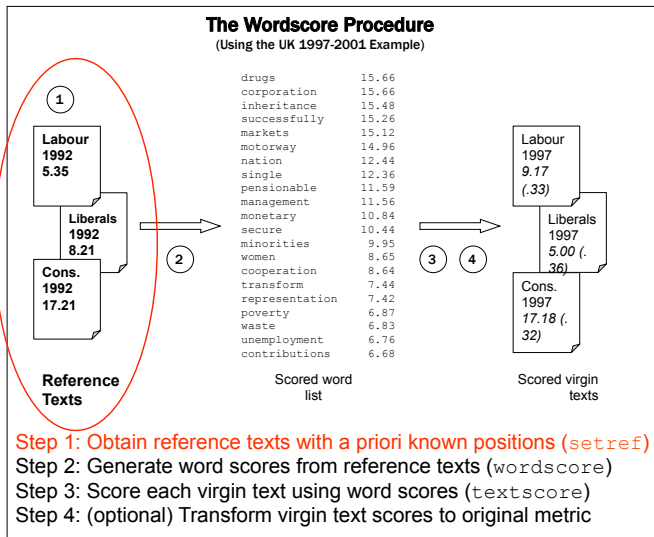 The Wordscore Procedure
(Using the UK 1997-2001 Example)
1
Labour
1992
5.35
Liberals
1992
8.21
Cons.
1992
17.21
Reference
Texts
2
drugs 15.66
corporation 15.66
inheritance 15.48
successfully 15.26
markets 15.12
motorway 14.96
nation 12.44
single 12.36
pensionable 11.59
management 11.56
monetary 10.84
secure 10.44
minorities 9.95
women 8.65
cooperation 8.64
transform 7.44
representation 7.42
poverty 6.87
waste 6.83
unemployment 6.76
contributions 6.68
Scored word
list
3 4
Labour
1997
9.17
(.33)
Liberals
1997
5.00 (.
36)
Cons.
1997
17.18 (.
32)
Scored virgin
texts
Step 1: Obtain reference texts with a priori known positions (setref)
Step 2: Generate word scores from reference texts (wordscore)
Step 3: Score each virgin text using word scores (textscore)
Step 4: (optional) Transform virgin text scores to original metric